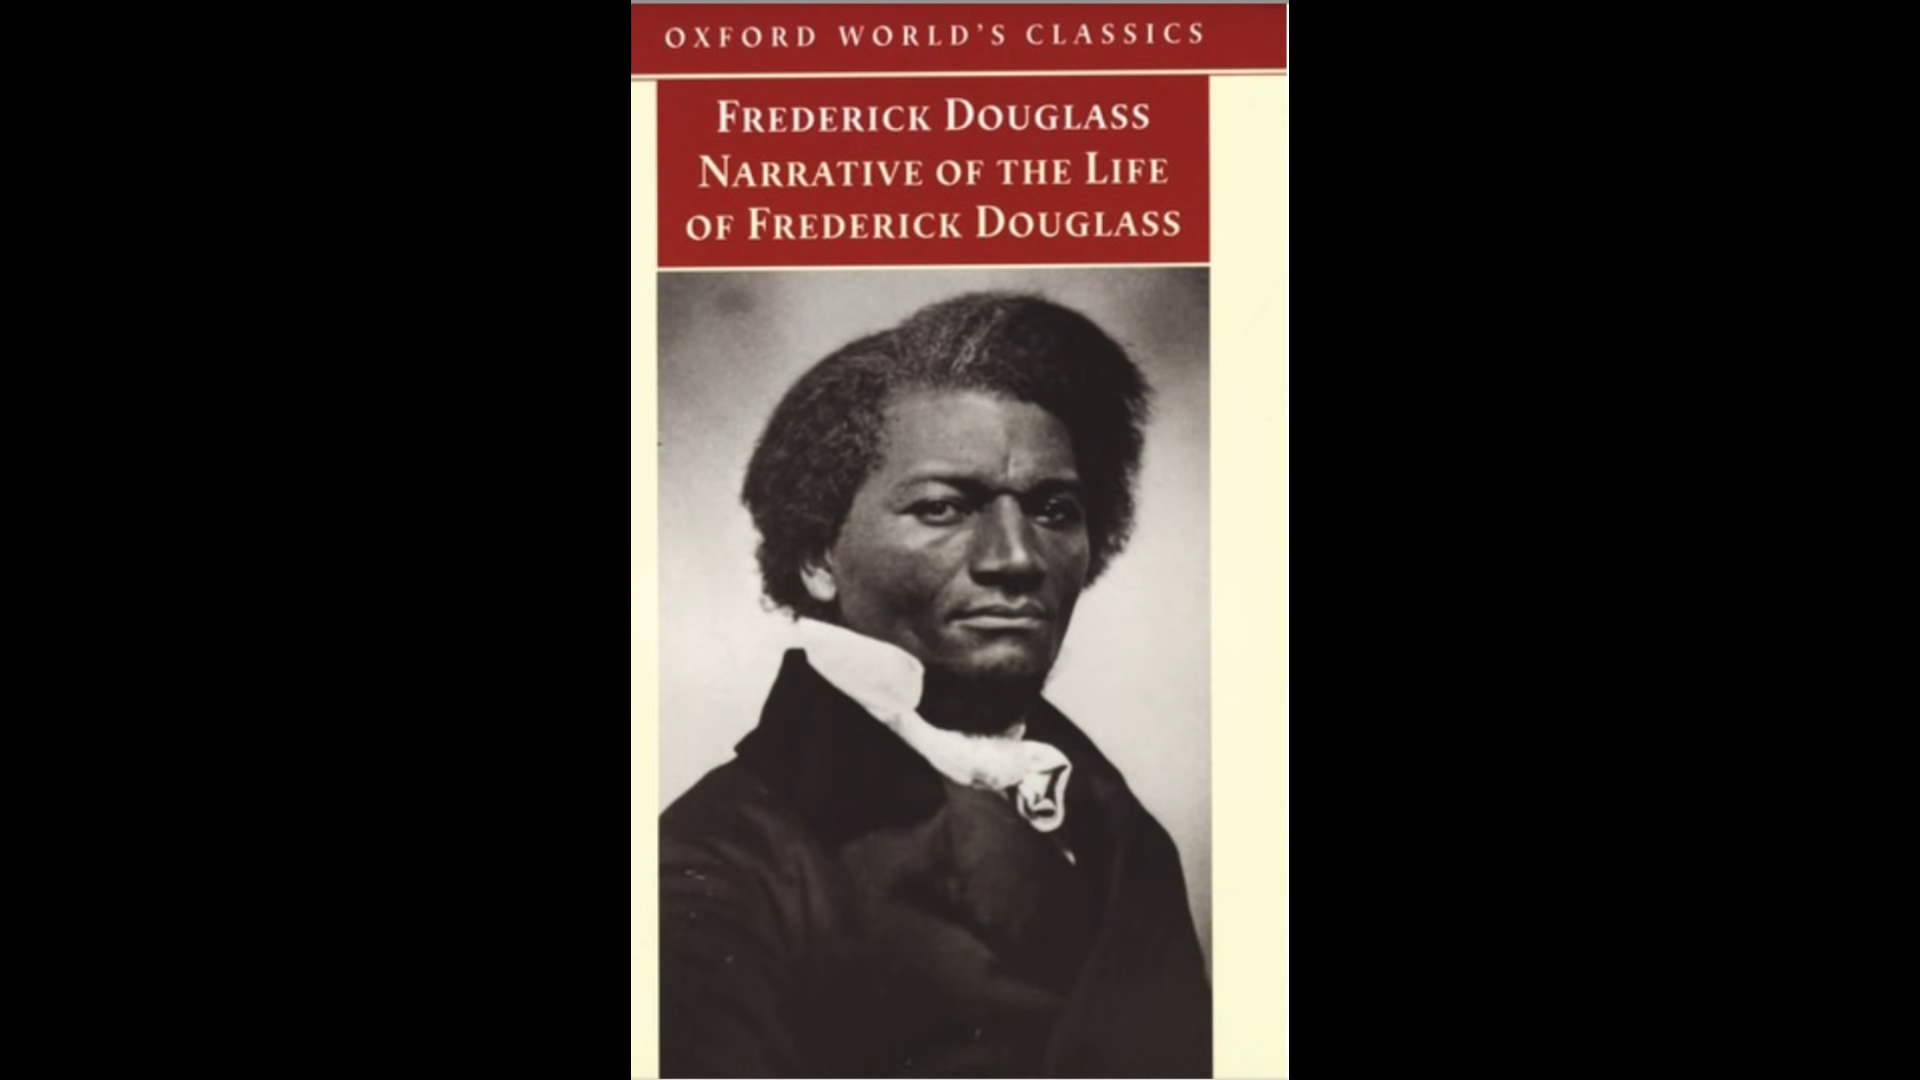 OXFORD WORLD'S CLASSICS
FREDERICK DOUGLASS
NARRATIVE OF THE LIFE
OF FREDERICK DOUGLASS